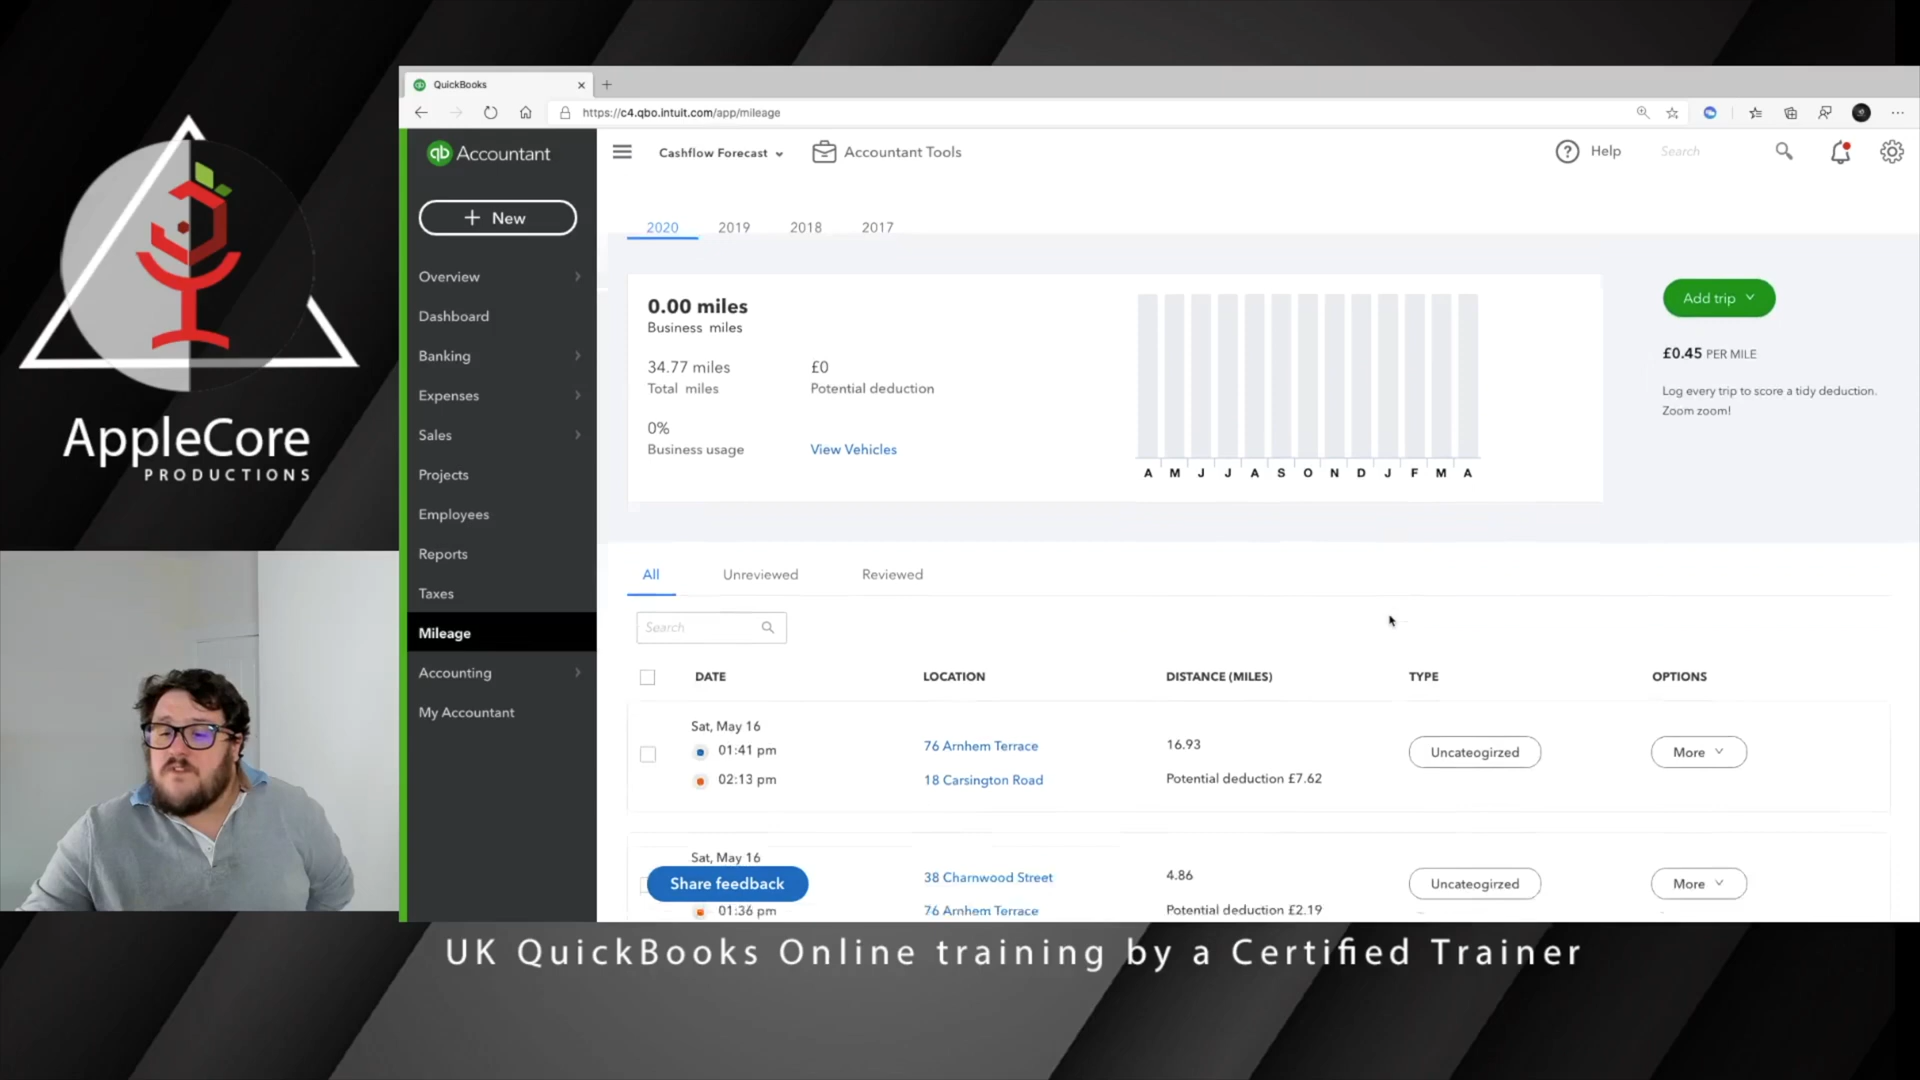 QuickBooks
https://c4.qbo.intuit.com/app/mileage
qb Accountant
Cashflow Forecast
Accountant Tools
? Help
Search
+ New
2020 2019 2018 2017
Overview
Dashboard
Banking
Expenses
Sales
Projects
Employees
Reports
Taxes
Mileage
Accounting
My Accountant
0.00 miles
Business miles
34.77 miles £0
Total miles Potential deduction
0%
Business usage View Vehicles
A M J J A S O N D J F M A
Add trip
£0.45 PER MILE
Log every trip to score a tidy deduction.
Zoom zoom!
All Unreviewed Reviewed
Search
DATE LOCATION DISTANCE (MILES) TYPE OPTIONS
Sat, May 16
01:41 pm 76 Arnhem Terrace 16.93 Uncateogirzed More
02:13 pm 18 Carsington Road Potential deduction £7.62
Sat, May 16
38 Charnwood Street 4.86 Uncateogirzed More
Share feedback
01:36 pm 76 Arnhem Terrace Potential deduction £2.19
AppleCore
PRODUCTIONS
UK QuickBooks Online training by a Certified Trainer